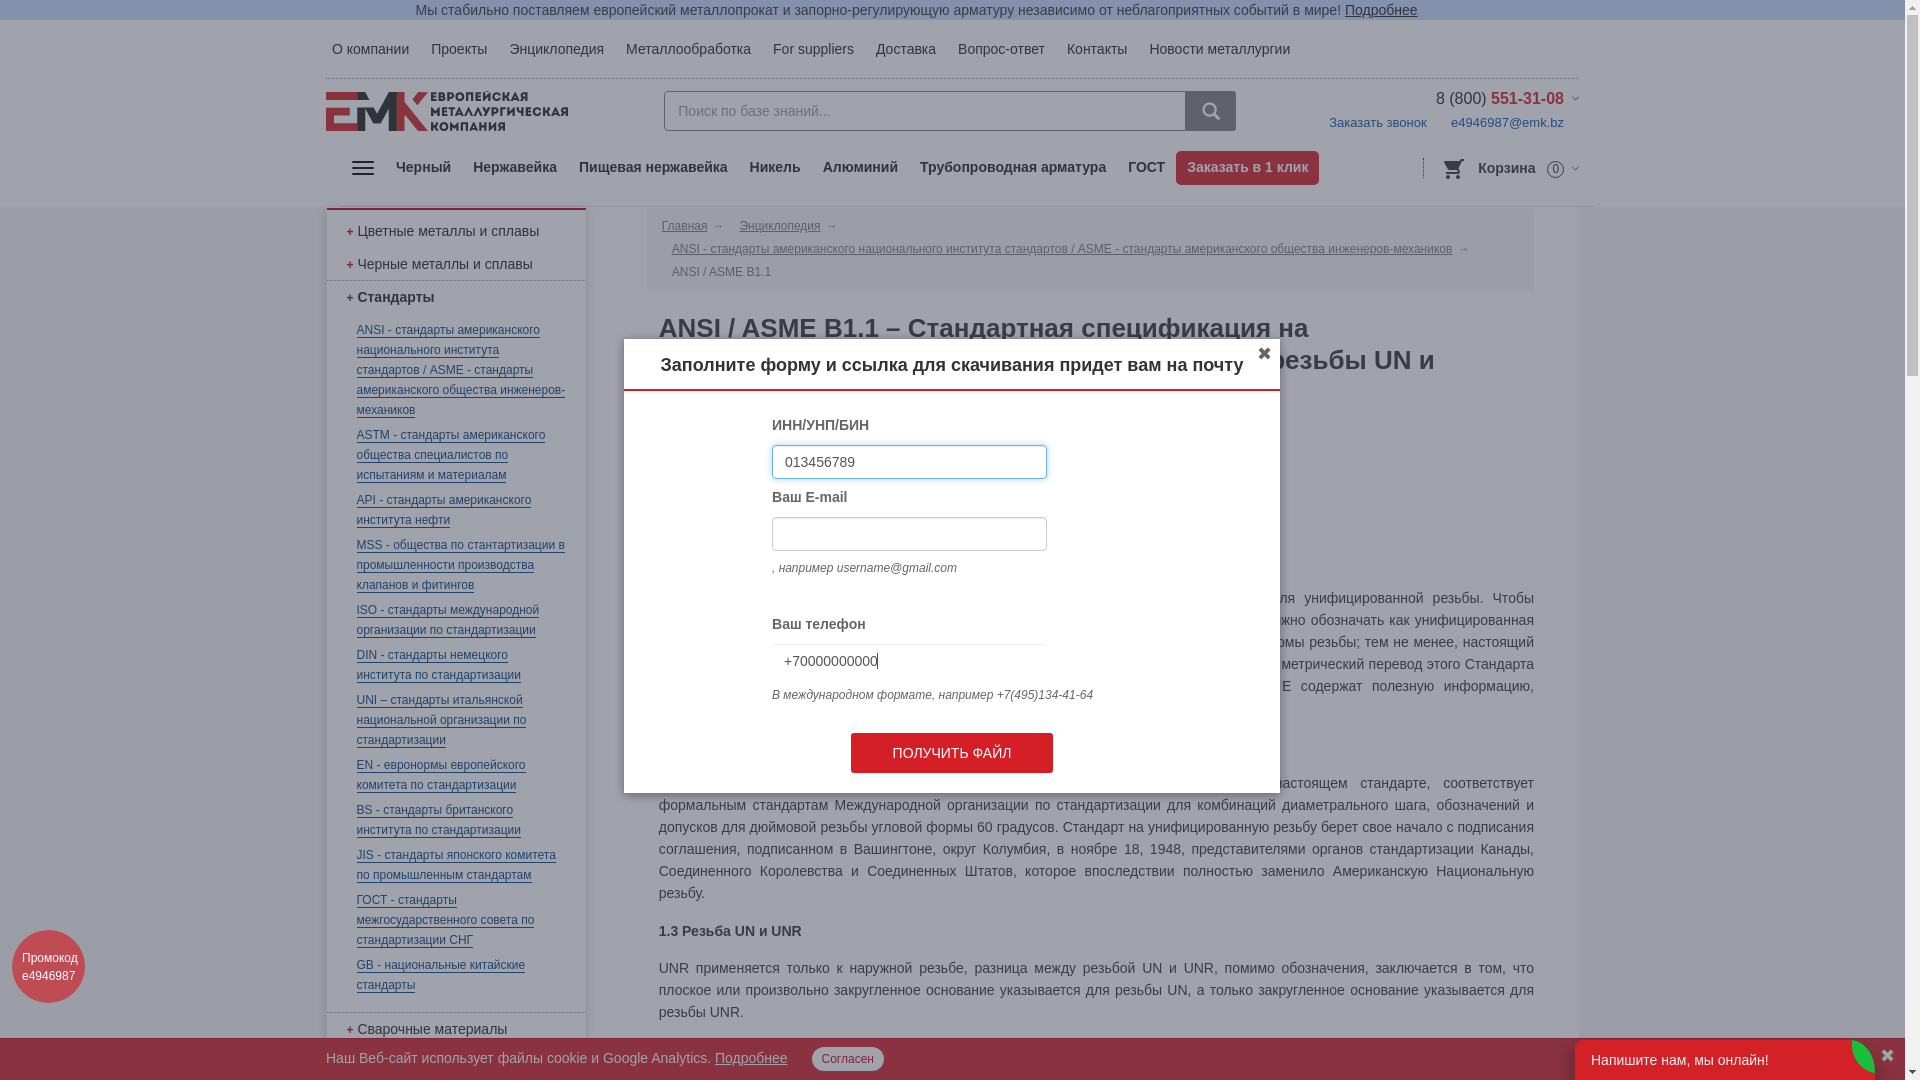 Мы стабильно поставляем европейский металлопрокат и запорно-регулирующую арматуру независимо от неблагоприятных событий в мире! Подробнее
О компании Проекты Энциклопедия Металлообработка For suppliers Доставка Вопрос-ответ Контакты Новости металлургии
ЕМК ЕВРОПЕЙСКАЯ
МЕТАЛЛУРГИЧЕСКАЯ
КОМПАНИЯ
Поиск по базе знаний...
8 (800) 551-31-08
Заказать звонок e4946987@emk.bz
Черный Нержавейка Пищевая нержавейка Никель Алюминий Трубопроводная арматура ГОСТ Заказать в 1 клик
Корзина 0
+ Цветные металлы и сплавы
+ Черные металлы и сплавы
+ Стандарты
ANSI - стандарты американского
национального института
стандартов / ASME - стандарты
американского общества инженеров-
механиков
ASTM - стандарты американского
общества специалистов по
испытаниям и материалам
API - стандарты американского
института нефти
MSS - общества по стантартизации в
промышленности производства
клапанов и фитингов
ISO - стандарты международной
организации по стандартизации
DIN - стандарты немецкого
института по стандартизации
UNI – стандарты итальянской
национальной организации по
стандартизации
EN - евронормы европейского
комитета по стандартизации
BS - стандарты британского
института по стандартизации
JIS - стандарты японского комитета
по промышленным стандартам
ГОСТ - стандарты
межгосударственного совета по
стандартизации СНГ
GB - национальные китайские
стандарты
+ Сварочные материалы
Главная → Энциклопедия →
ANSI - стандарты американского национального института стандартов / ASME - стандарты американского общества инженеров-механиков →
ANSI / ASME B1.1
ANSI / ASME B1.1 – Стандартная спецификация на
резьбы UN и
Заполните форму и ссылка для скачивания придет вам на почту
✖
ИНН/УНП/БИН
013456789
Ваш E-mail
, например username@gmail.com
Ваш телефон
+70000000000
В международном формате, например +7(495)134-41-64
ПОЛУЧИТЬ ФАЙЛ
унифицированной резьбы. Чтобы
обозначать как унифицированная
резьбы; тем не менее, настоящий
метрический перевод этого Стандарта
содержат полезную информацию,
стандарте, соответствует
формальным стандартам Международной организации по стандартизации для комбинаций диаметрального шага, обозначений и
допусков для дюймовой резьбы угловой формы 60 градусов. Стандарт на унифицированную резьбу берет свое начало с подписания
соглашения, подписанном в Вашингтоне, округ Колумбия, в ноябре 18, 1948, представителями органов стандартизации Канады,
Соединенного Королевства и Соединенных Штатов, которое впоследствии полностью заменило Американскую Национальную
резьбу.
1.3 Резьба UN и UNR
UNR применяется только к наружной резьбе, разница между резьбой UN и UNR, помимо обозначения, заключается в том, что
плоское или произвольно закругленное основание указывается для резьбы UN, а только закругленное основание указывается для
резьбы UNR.
Промокод
e4946987
Наш Веб-сайт использует файлы cookie и Google Analytics. Подробнее Согласен
Напишите нам, мы онлайн!
✖